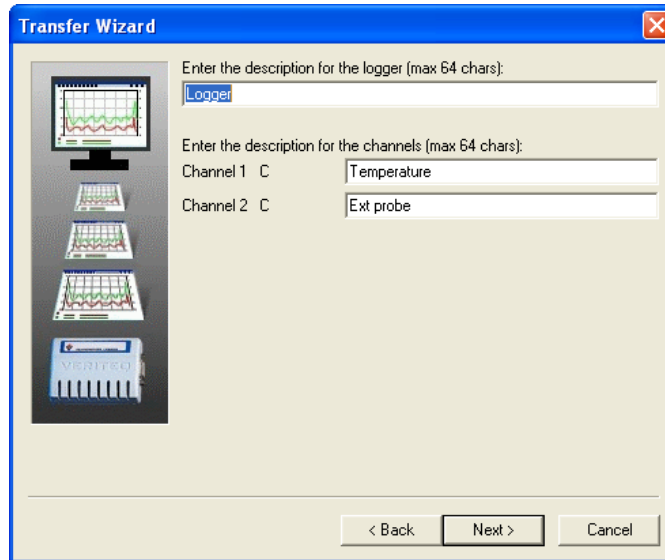 Transfer Wizard
Enter the description for the logger (max 64 chars):
Logger
Enter the description for the channels (max 64 chars):
Channel 1 C Temperature
Channel 2 C Ext probe
VERITEQ
< Back Next > Cancel